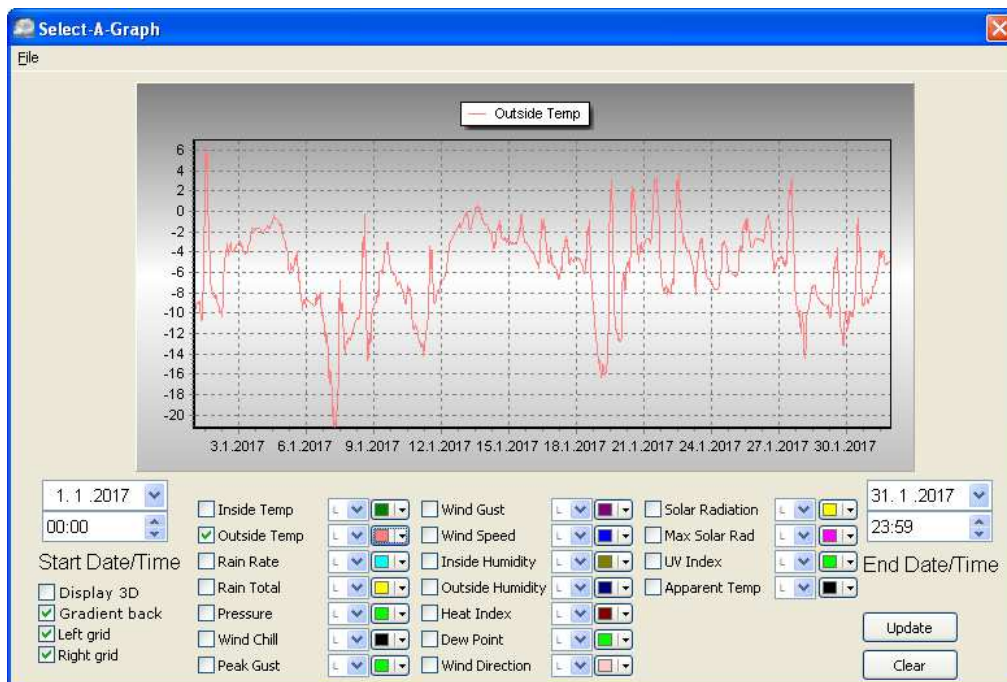 Select-A-Graph
File
Outside Temp
6
4
2
0
-2
-4
-6
-8
-10
-12
-14
-16
-18
-20
3.1.2017 6.1.2017 9.1.2017 12.1.2017 15.1.2017 18.1.2017 21.1.2017 24.1.2017 27.1.2017 30.1.2017
1. 1 .2017
00:00
Start Date/Time
Display 3D
Gradient back
Left grid
Right grid
Inside Temp L
Outside Temp L
Rain Rate L
Rain Total L
Pressure L
Wind Chill L
Peak Gust L
Wind Gust L
Wind Speed L
Inside Humidity L
Outside Humidity L
Heat Index L
Dew Point L
Wind Direction L
Solar Radiation L
Max Solar Rad L
UV Index L
Apparent Temp L
31. 1 .2017
23:59
End Date/Time
Update
Clear